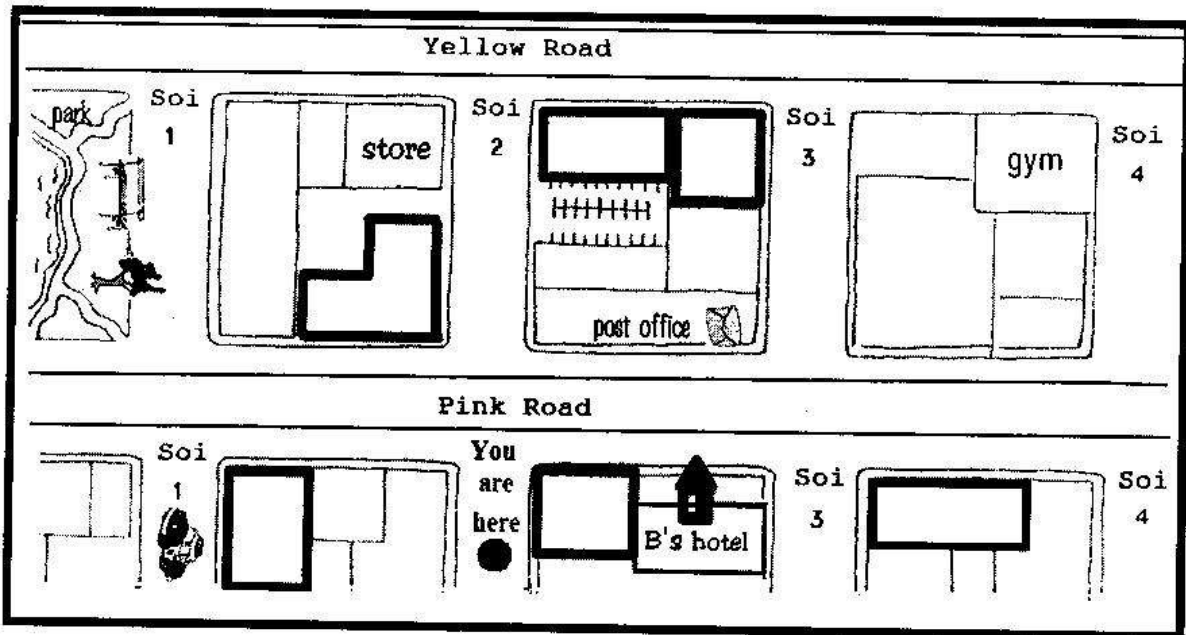 Yellow Road
park
Soi
1
store
Soi
2
Soi
3
gym
Soi
4
post office
Pink Road
Soi
1
You
are
here
B's hotel
Soi
3
Soi
4